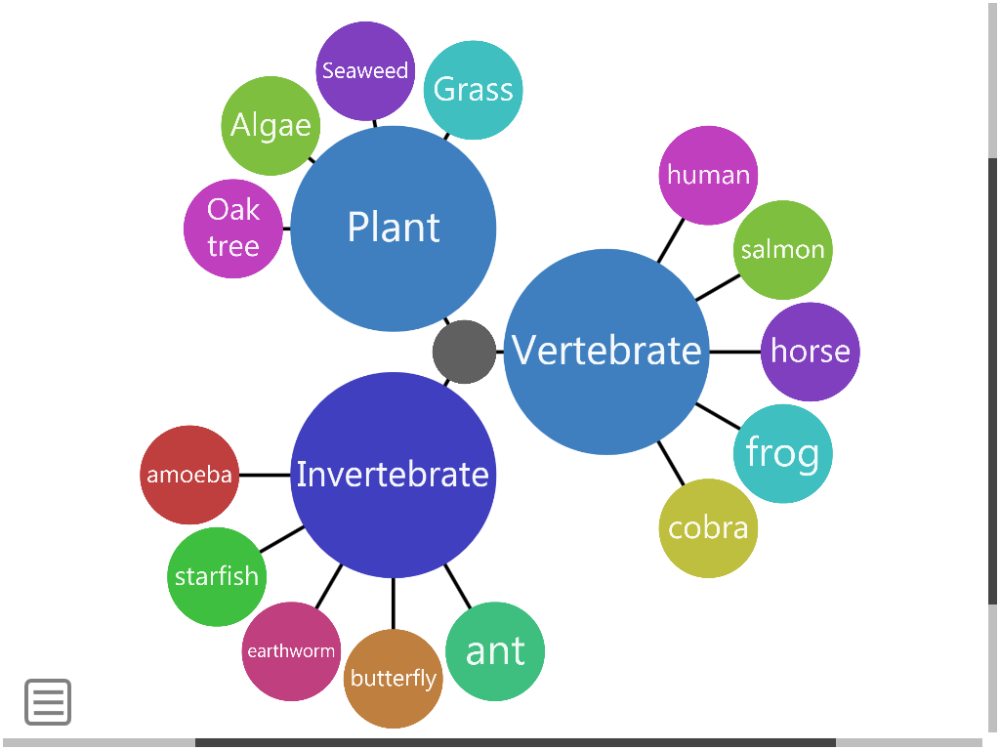 Seaweed
Grass
Algae
Oak
tree
Plant
human
salmon
Vertebrate
horse
frog
cobra
Invertebrate
amoeba
starfish
earthworm
butterfly
ant